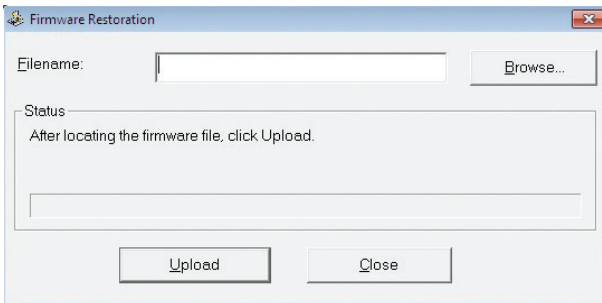 Firmware Restoration
Filename:
Browse...
Status
After locating the firmware file, click Upload.
Upload
Close